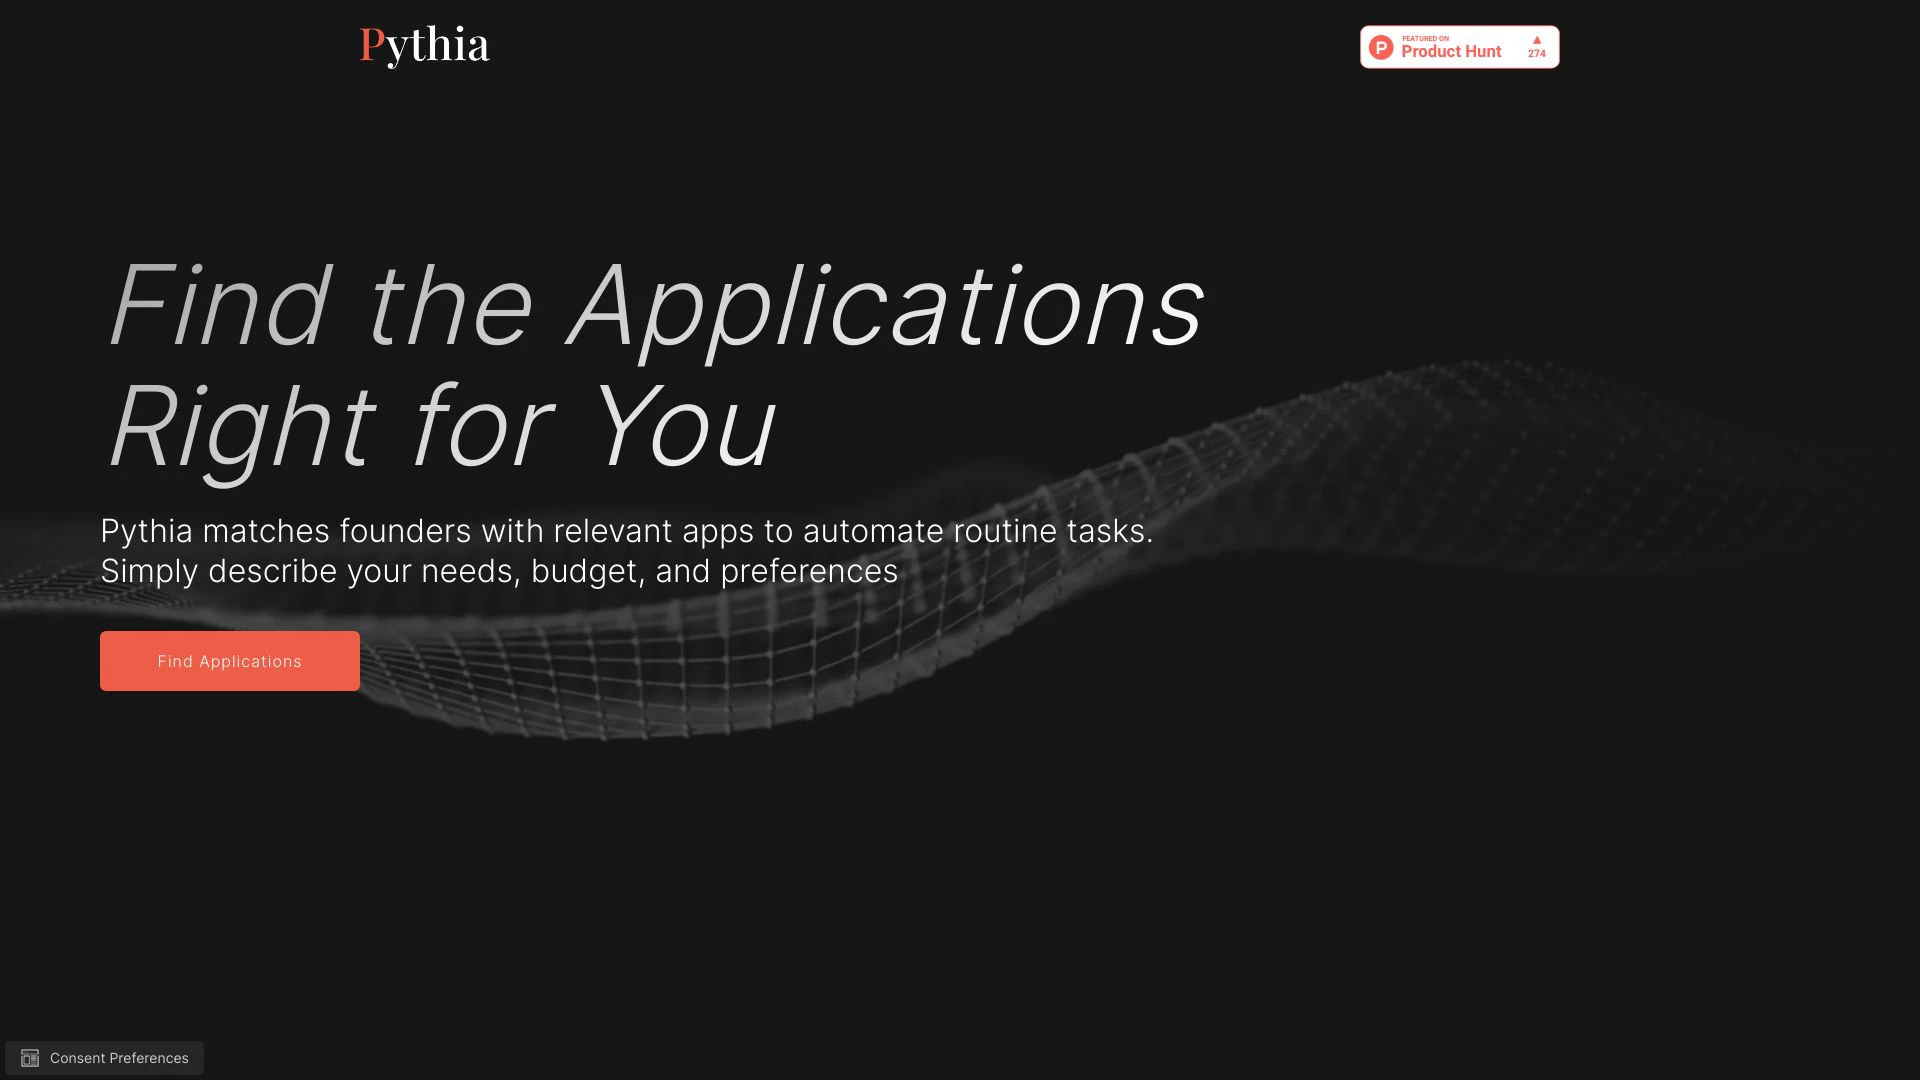 Pythia
FEATURED ON
Product Hunt
274
Find the Applications
Right for You
Pythia matches founders with relevant apps to automate routine tasks.
Simply describe your needs, budget, and preferences
Find Applications
Consent Preferences